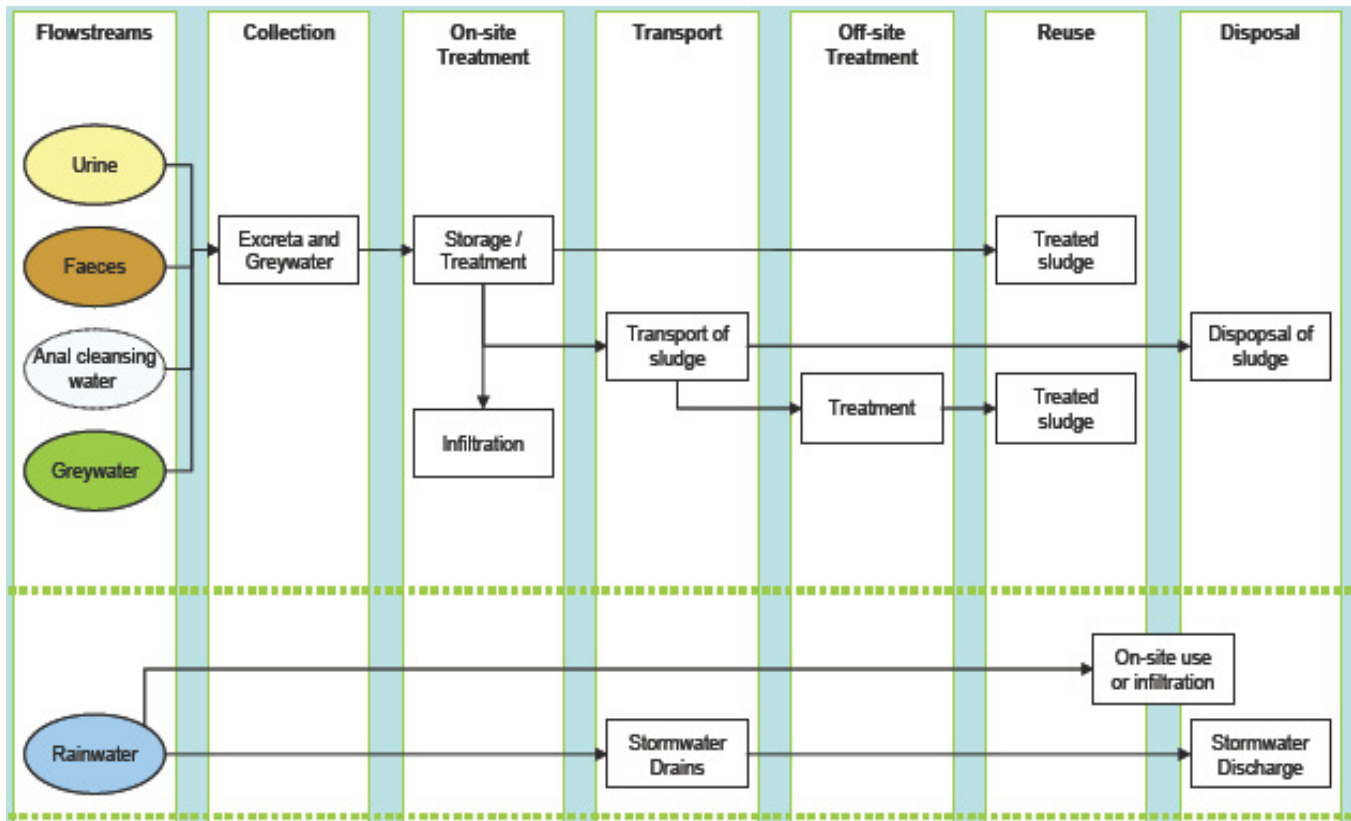 Flowstreams
Collection
On-site
Treatment
Transport
Off-site
Treatment
Reuse
Disposal
Urine
Faeces
Anal cleansing
water
Greywater
Excreta and
Greywater
Storage /
Treatment
Infiltration
Transport of
sludge
Treatment
Treated
sludge
Treated
sludge
Dispopsal of
sludge
Rainwater
On-site use
or infiltration
Stormwater
Drains
Stormwater
Discharge